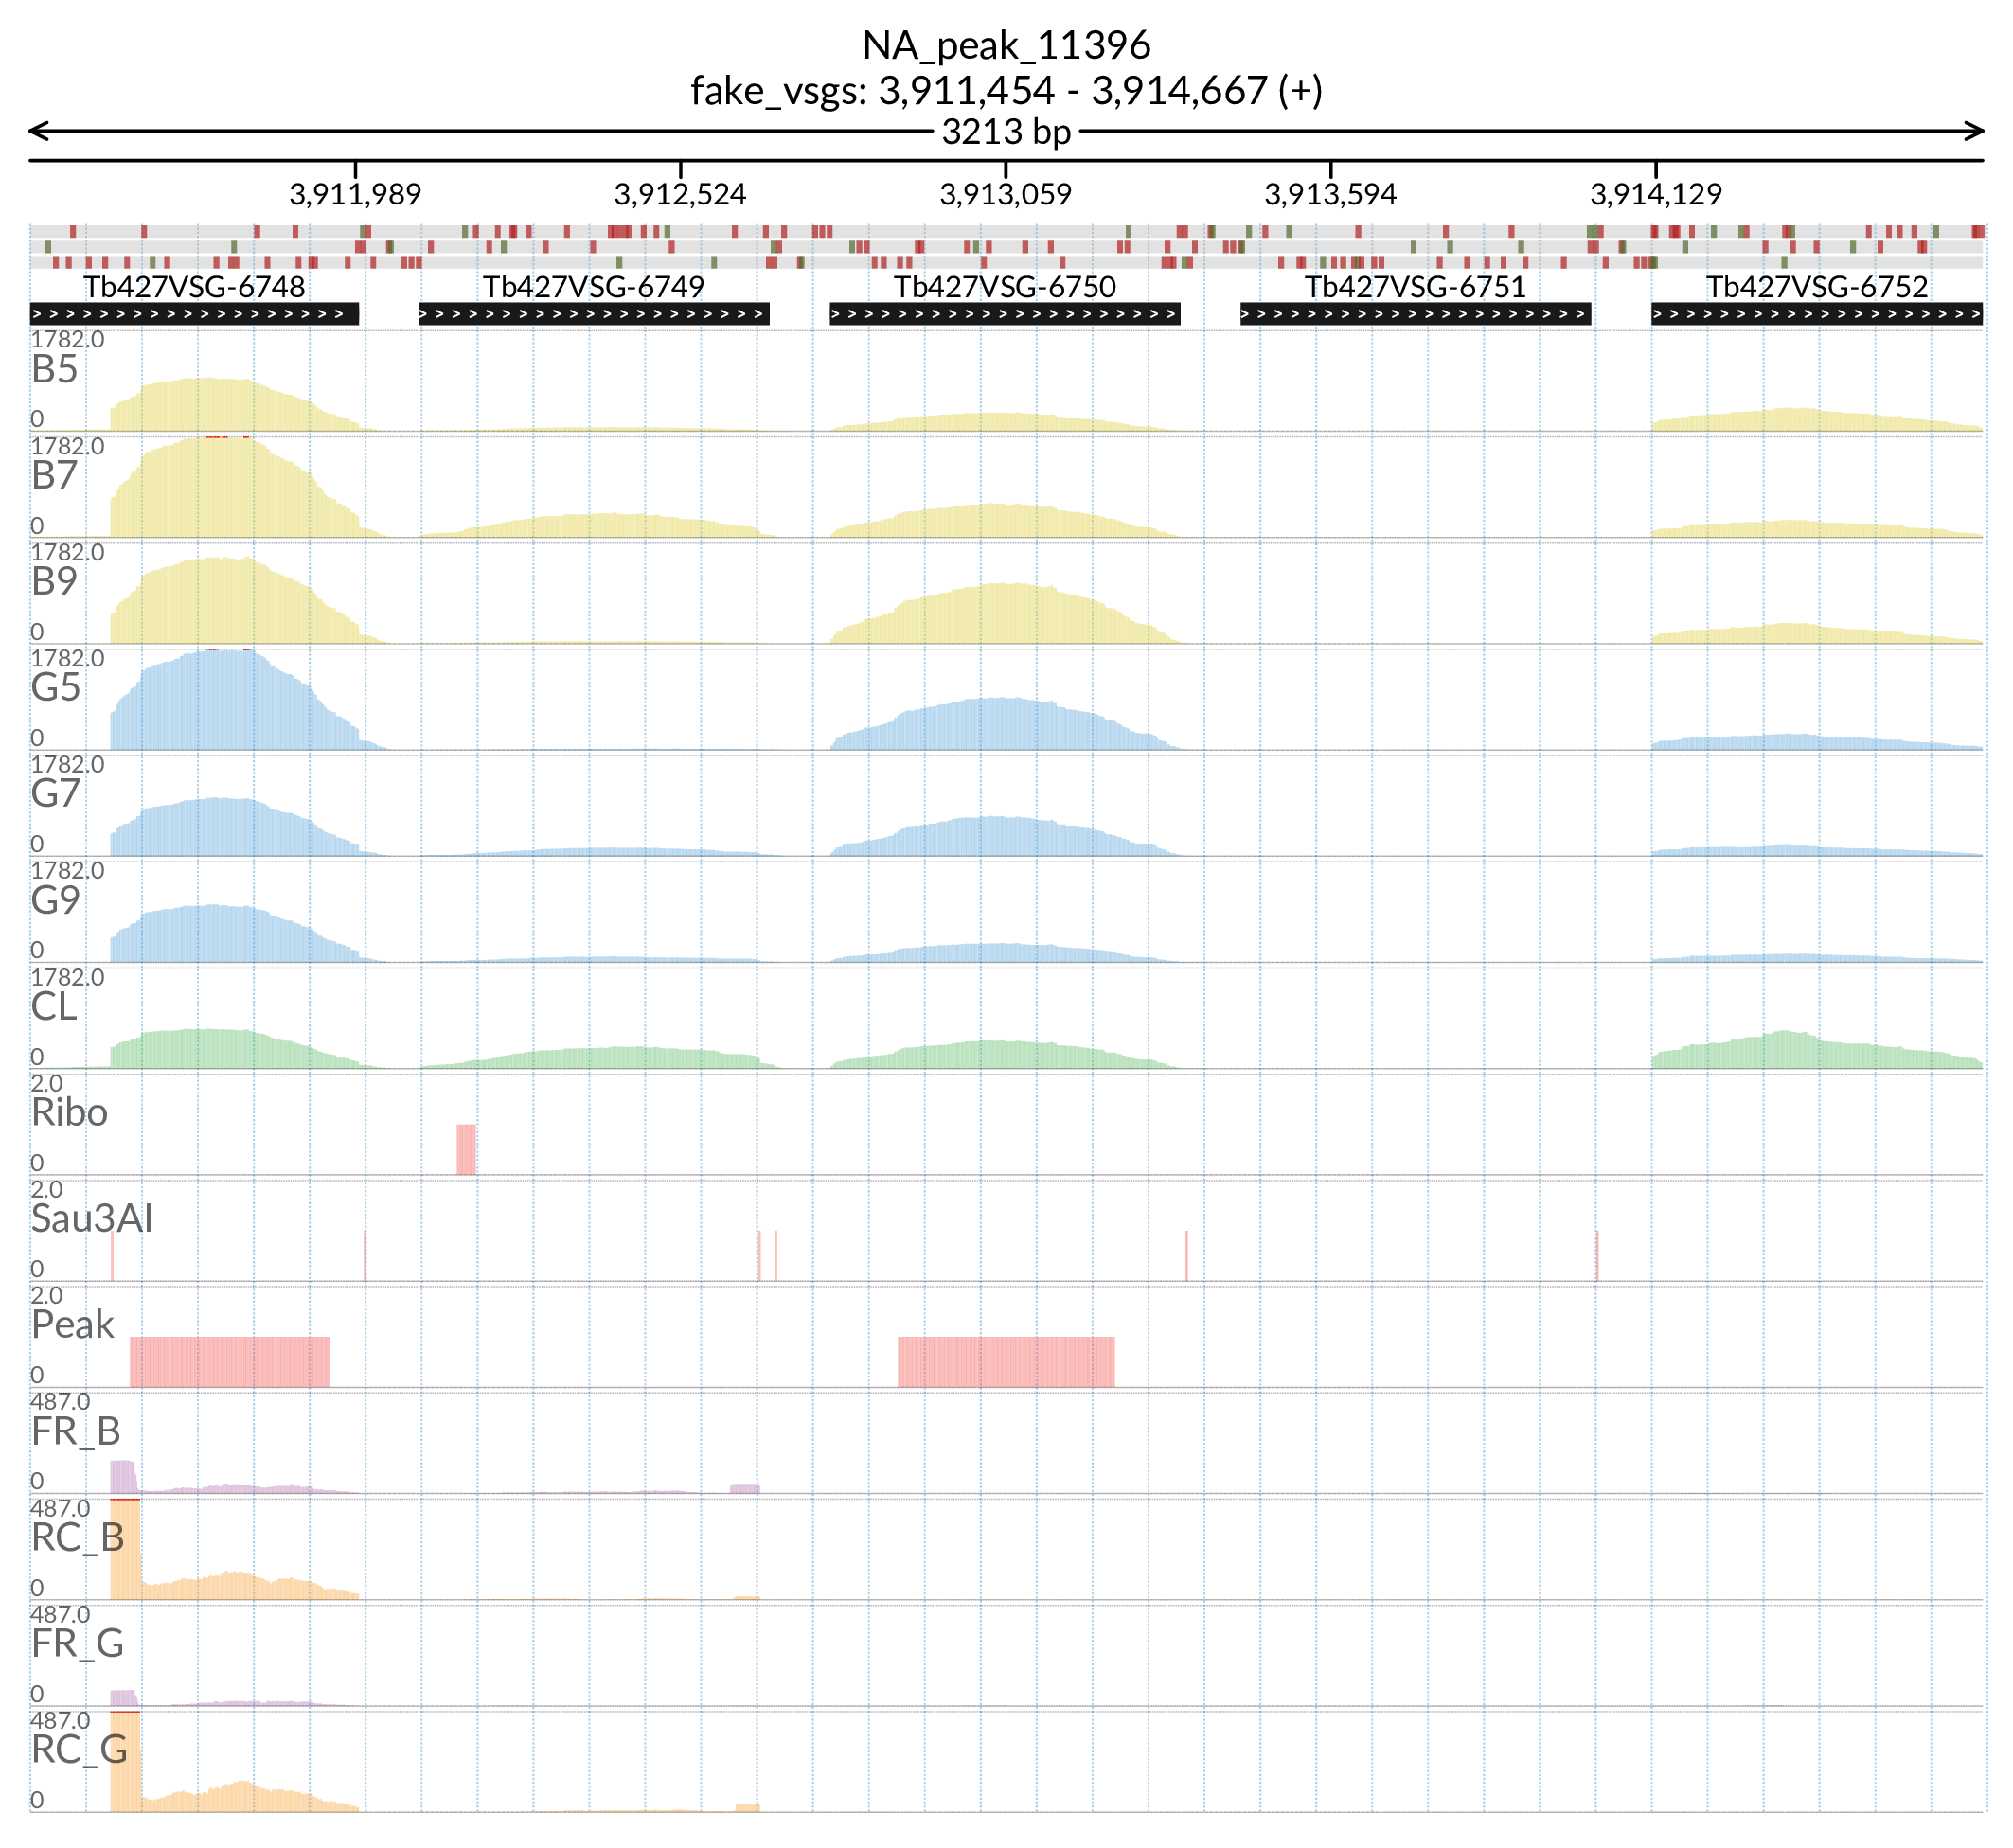 NA_peak_11396
fake_vsgs: 3,911,454 - 3,914,667 (+)
3213 bp
3,911,989 3,912,524 3,913,059 3,913,594 3,914,129
Tb427VSG-6748 Tb427VSG-6749 Tb427VSG-6750 Tb427VSG-6751 Tb427VSG-6752
1782.0
B5
0
1782.0
B7
0
1782.0
B9
0
1782.0
G5
0
1782.0
G7
0
1782.0
G9
0
1782.0
CL
0
2.0
Ribo
0
2.0
Sau3AI
0
2.0
Peak
0
487.0
FR_B
0
487.0
RC_B
0
487.0
FR_G
0
487.0
RC_G
0